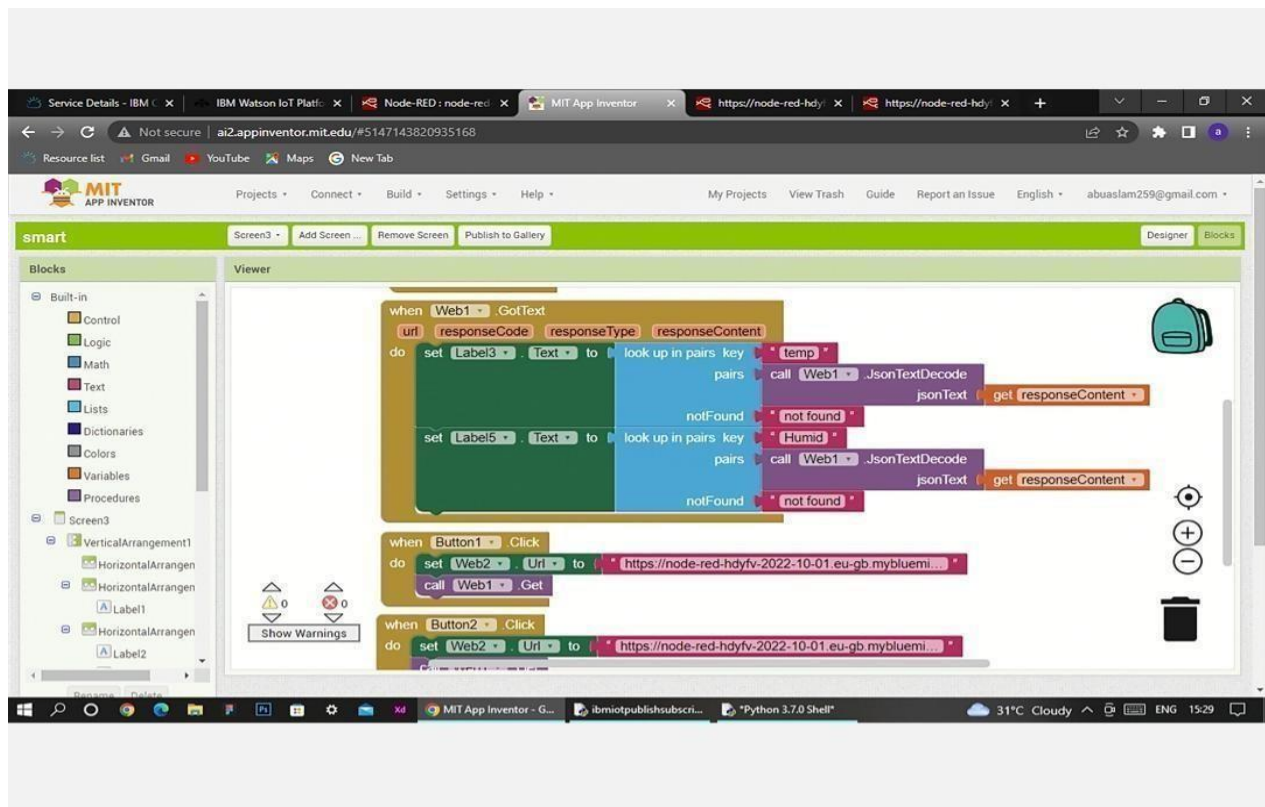 Service Details - IBM C
IBM Watson IoT Platfo
Node-RED : node-red
MIT App Inventor
https://node-red-hdyf
https://node-red-hdyf
Not secure | ai2.appinventor.mit.edu/#5147143820935168
Resource list Gmail YouTube Maps New Tab
MIT
APP INVENTOR
Projects Connect Build Settings Help My Projects View Trash Guide Report an Issue English abuaslam259@gmail.com
smart Screen3 Add Screen ... Remove Screen Publish to Gallery Designer Blocks
Blocks Viewer
Built-in
Control
Logic
Math
Text
Lists
Dictionaries
Colors
Variables
Procedures
Screen3
VerticalArrangement1
HorizontalArrangen
HorizontalArrangen
Label1
HorizontalArrangen
Label2
Rename Delete
when Web1 .GotText
url responseCode responseType responseContent
do set Label3 . Text to look up in pairs key " temp "
pairs call Web1 .JsonTextDecode
jsonText get responseContent
notFound " not found "
set Label5 . Text to look up in pairs key " Humid "
pairs call Web1 .JsonTextDecode
jsonText get responseContent
notFound " not found "
when Button1 .Click
do set Web2 . Url to " https://node-red-hdyfv-2022-10-01.eu-gb.mybluemi... "
call Web1 .Get
when Button2 .Click
do set Web2 . Url to " https://node-red-hdyfv-2022-10-01.eu-gb.mybluemi... "
0 0
Show Warnings
MIT App Inventor - G... ibmiotpublishsubscri... *Python 3.7.0 Shell* 31°C Cloudy ENG 15:29